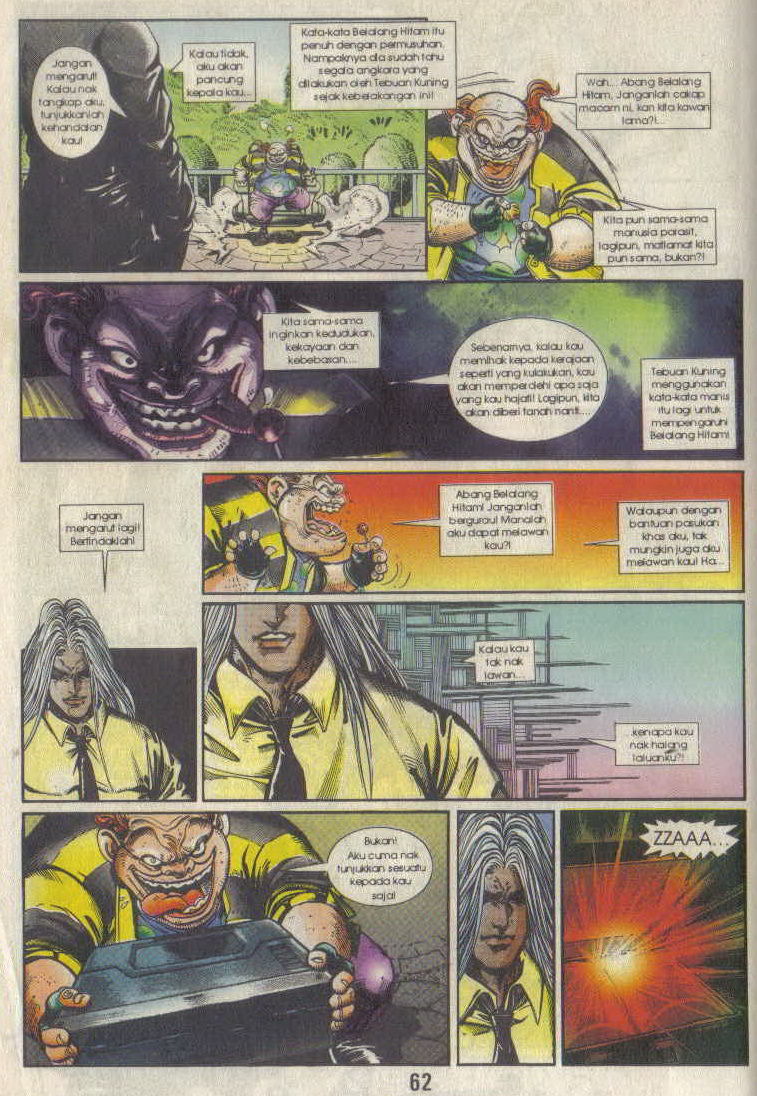 Jangan
mengarut!
Kalau nak
tangkap aku,
tunjukkanlah
kehandalan
kau!
Kalau tidak,
aku akan
pancung
kepala kau...
Kata-kata Belalang Hitam itu
penuh dengan permusuhan.
Nampaknya dia sudah tahu
segala angkara yang
dilakukan oleh Tebuan Kuning
sejak kebelakangan ini!
Wah... Abang Belalang
Hitam, Janganlah cakap
macam ni, kan kita kawan
lama?!...
Kita pun sama-sama
manusia parasit,
lagipun, matlamat kita
pun sama, bukan?!
Kita sama-sama
inginkan kedudukan,
kekayaan dan
kebebasan....
Sebenarnya, kalau kau
memihak kepada kerajaan
seperti yang kulakukan, kau
akan memperolehi apa saja
yang kau hajati! Lagipun, kita
akan diberi tanah nanti....
Tebuan Kuning
menggunakan
kata-kata manis
itu lagi untuk
mempengaruhi
Belalang Hitam!
Jangan
mengarut lagi!
Bertindaklah!
Abang Belalang
Hitam! Janganlah
bergurau! Manalah
aku dapat melawan
kau?!
Walaupun dengan
bantuan pasukan
khas aku, tak
mungkin juga aku
melawan kau! Ha...
Kalau kau
tak nak
lawan...
...kenapa kau
nak halang
laluanku?!
Bukan!
Aku cuma nak
tunjukkan sesuatu
kepada kau
saja!
ZZAAA...
62